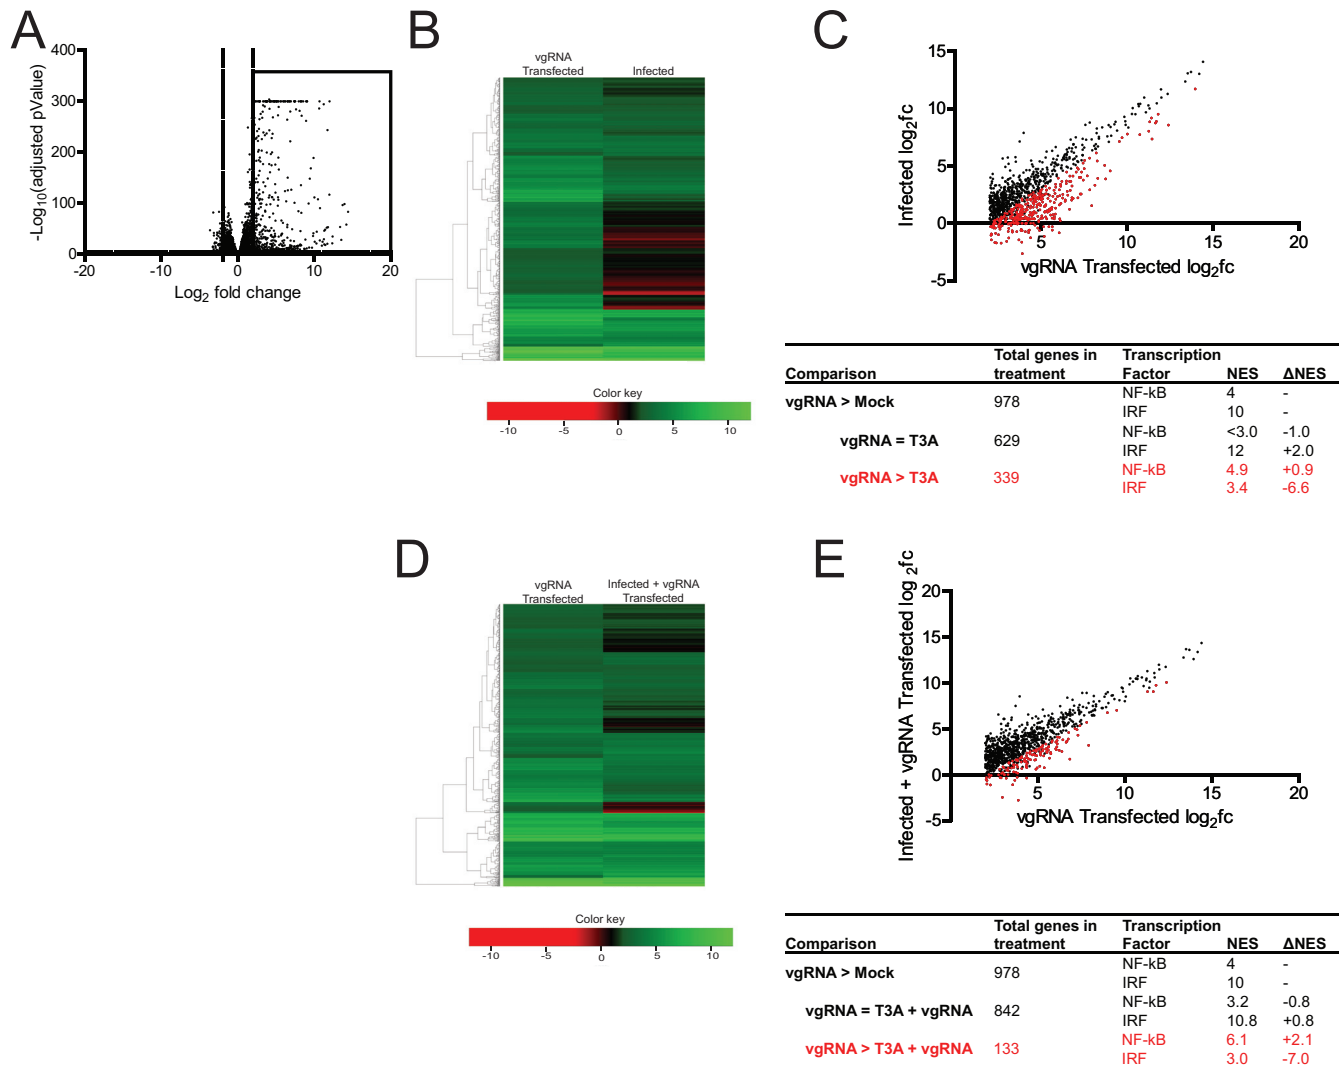 A
400
300
200
100
0
-Log10(adjusted pValue)
-20
-10
0
10
20
Log2 fold change
B
vgRNA
Transfected
Infected
Color key
-10
-5
0
5
10
C
15
10
5
0
-5
Infected log2fc
5
10
15
20
vgRNA Transfected log2fc
Comparison
Total genes in treatment
Transcription Factor
NES
ΔNES
vgRNA > Mock
978
NF-kB
4
-
IRF
10
-
vgRNA = T3A
629
NF-kB
<3.0
-1.0
IRF
12
+2.0
vgRNA > T3A
339
NF-kB
4.9
+0.9
IRF
3.4
-6.6
D
vgRNA
Transfected
Infected + vgRNA
Transfected
Color key
-10
-5
0
5
10
E
20
15
10
5
0
-5
Infected + vgRNA Transfected log 2fc
5
10
15
20
vgRNA Transfected log2fc
Comparison
Total genes in treatment
Transcription Factor
NES
ΔNES
vgRNA > Mock
978
NF-kB
4
-
IRF
10
-
vgRNA = T3A + vgRNA
842
NF-kB
3.2
-0.8
IRF
10.8
+0.8
vgRNA > T3A + vgRNA
133
NF-kB
6.1
+2.1
IRF
3.0
-7.0